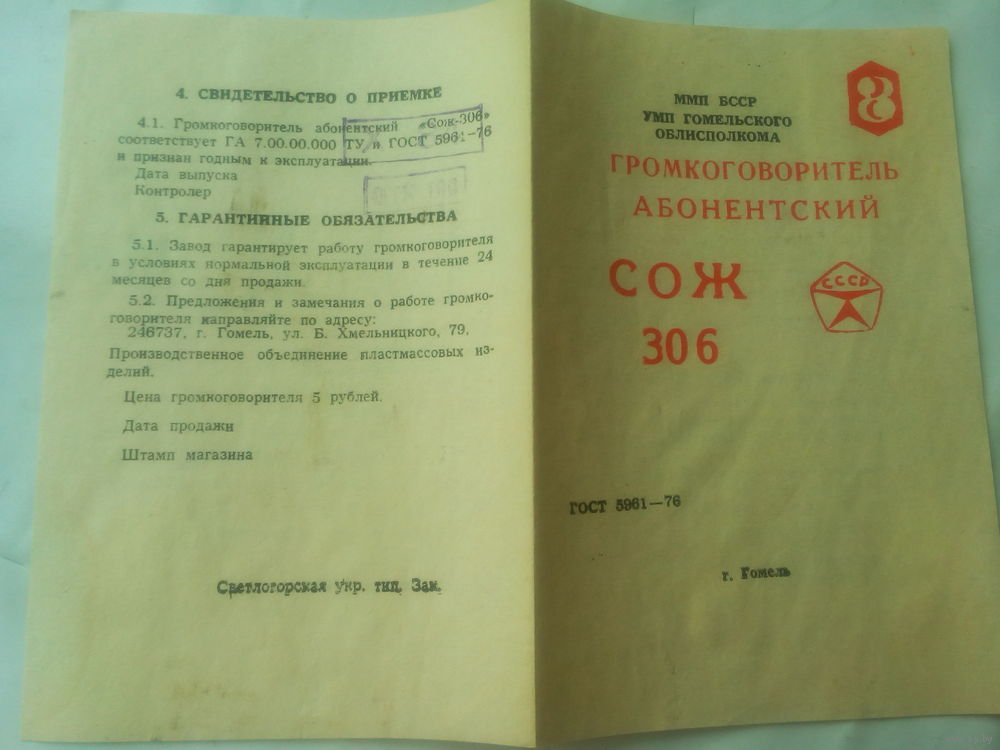 4. СВИДЕТЕЛЬСТВО О ПРИЕМКЕ
4.1. Громкоговоритель абонентский «Сож-306»
соответствует ГА 7.00.00.000 ТУ и ГОСТ 5961-76
и признан годным к эксплуатации.
Дата выпуска
Контролер
5. ГАРАНТИЙНЫЕ ОБЯЗАТЕЛЬСТВА
5.1. Завод гарантирует работу громкоговорителя
в условиях нормальной эксплуатации в течение 24
месяцев со дня продажи.
5.2. Предложения и замечания о работе громко-
говорителя направляйте по адресу:
246737, г. Гомель, ул. Б. Хмельницкого, 79.
Производственное объединение пластмассовых из-
делий.
Цена громкоговорителя 5 рублей.
Дата продажи
Штамп магазина
Светлогорская укр. тип. Зак.
ММП БССР
УМП ГОМЕЛЬСКОГО
ОБЛИСПОЛКОМА
ГРОМКОГОВОРИТЕЛЬ
АБОНЕНТСКИЙ
СОЖ
306
СССР
ГОСТ 5961—76
г. Гомель